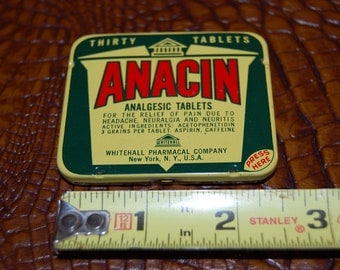 THIRTY TABLETS
ANACIN
ANALGESIC TABLETS
FOR THE RELIEF OF PAIN DUE TO
HEADACHE, NEURALGIA AND NEURITIS
ACTIVE INGREDIENTS: ACETOPHENETIDIN
3 GRAINS PER TABLET. ASPIRIN, CAFFEINE
PRESS
HERE
WHITEHALL PHARMACAL COMPANY
New York, N. Y., U.S.A.
1 2 3
STANLEY
in